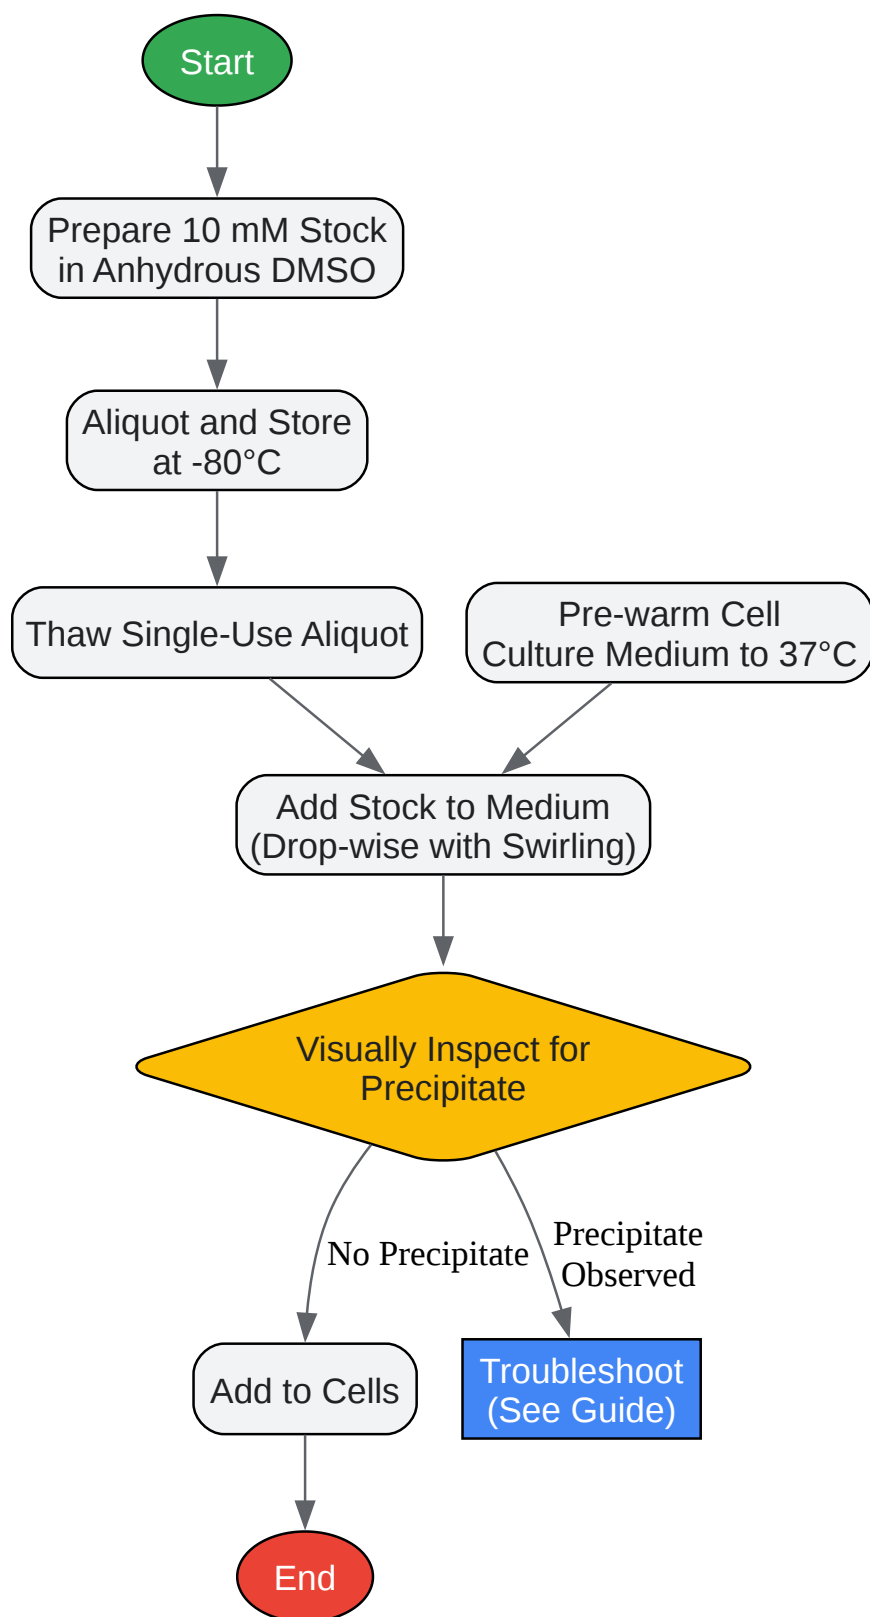 Start
Prepare 10 mM Stock
in Anhydrous DMSO
Aliquot and Store
at -80°C
Thaw Single-Use Aliquot
Pre-warm Cell
Culture Medium to 37°C
Add Stock to Medium
(Drop-wise with Swirling)
Visually Inspect for
Precipitate
No Precipitate
Precipitate
Observed
Add to Cells
Troubleshoot
(See Guide)
End